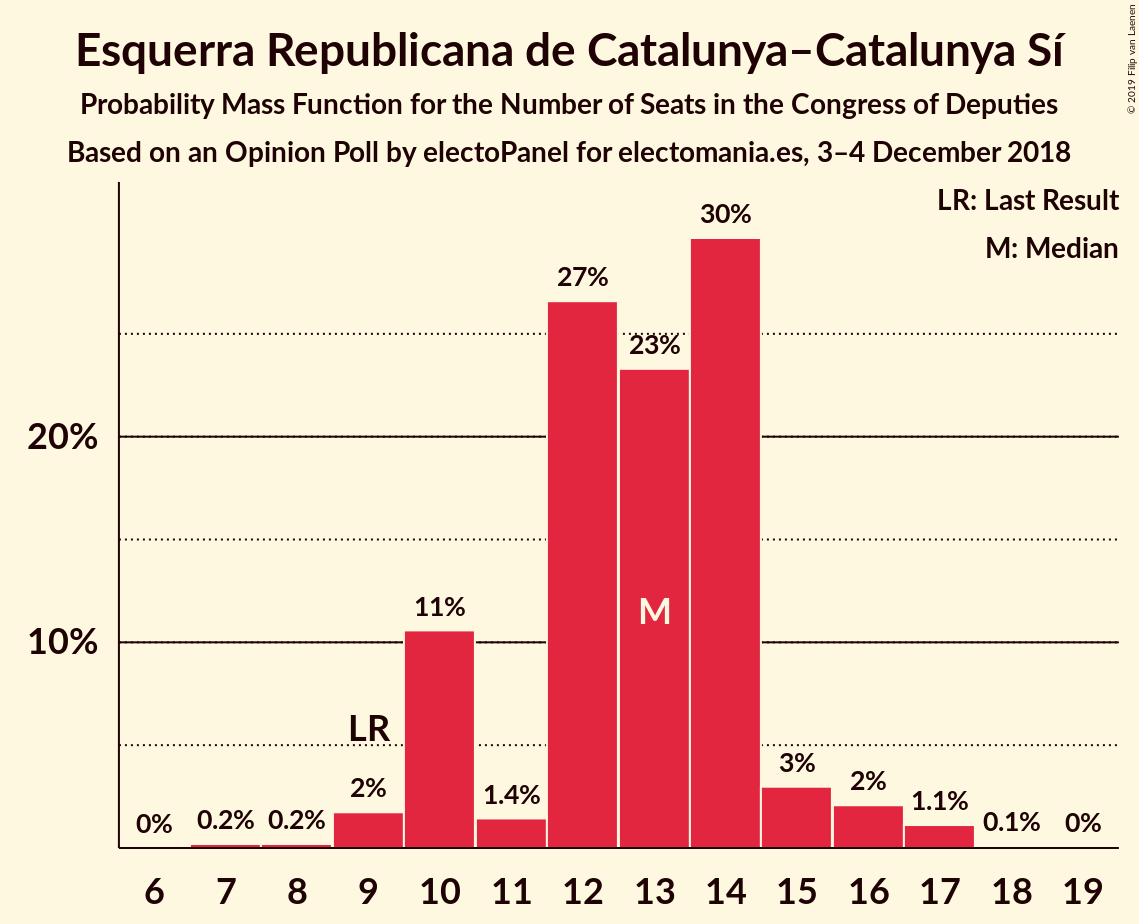 Esquerra Republicana de Catalunya–Catalunya Sí
Probability Mass Function for the Number of Seats in the Congress of Deputies
Based on an Opinion Poll by electoPanel for electomania.es, 3–4 December 2018
© 2019 Filip van Laenen
LR: Last Result
M: Median
30%
27%
23%
20%
M
11%
10%
LR
3%
2%
2%
1.4%
1.1%
0%
0.2%
0.2%
0.1%
0%
6 7 8 9 10 11 12 13 14 15 16 17 18 19